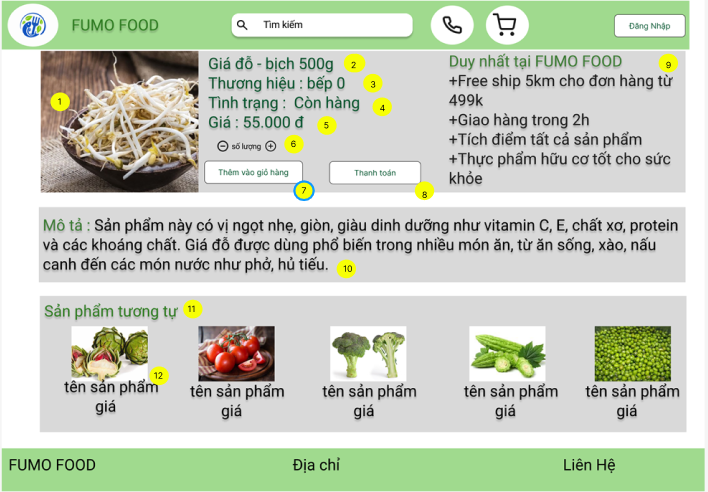 FUMO FOOD
Tìm kiếm
Đăng Nhập
1
Giá đỗ - bịch 500g 2
Thương hiệu : bếp 0 3
Tình trạng : Còn hàng 4
Giá : 55.000 đ 5
số lượng 6
Thêm vào giỏ hàng
7
Thanh toán
8
Duy nhất tại FUMO FOOD 9
+Free ship 5km cho đơn hàng từ
499k
+Giao hàng trong 2h
+Tích điểm tất cả sản phẩm
+Thực phẩm hữu cơ tốt cho sức
khỏe
Mô tả : Sản phẩm này có vị ngọt nhẹ, giòn, giàu dinh dưỡng như vitamin C, E, chất xơ, protein
và các khoáng chất. Giá đỗ được dùng phổ biến trong nhiều món ăn, từ ăn sống, xào, nấu
canh đến các món nước như phở, hủ tiếu. 10
Sản phẩm tương tự 11
12
tên sản phẩm
giá
tên sản phẩm
giá
tên sản phẩm
giá
tên sản phẩm
giá
tên sản phẩm
giá
FUMO FOOD
Địa chỉ
Liên Hệ